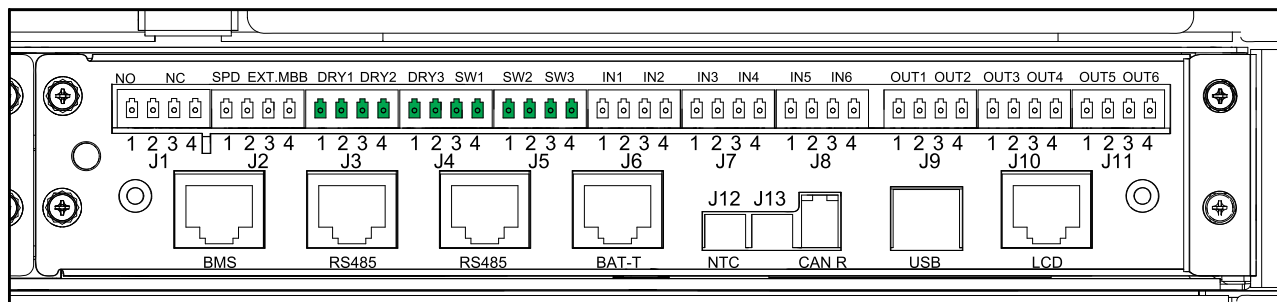 NO NC SPD EXT.MBB DRY1 DRY2 DRY3 SW1 SW2 SW3 IN1 IN2 IN3 IN4 IN5 IN6 OUT1 OUT2 OUT3 OUT4 OUT5 OUT6
1 2 3 4 1 2 3 4 1 2 3 4 1 2 3 4 1 2 3 4 1 2 3 4 1 2 3 4 1 2 3 4 1 2 3 4 1 2 3 4 1 2 3 4
J1 J2 J3 J4 J5 J6 J7 J8 J9 J10 J11
J12 J13
BMS RS485 RS485 BAT-T NTC CAN R USB LCD